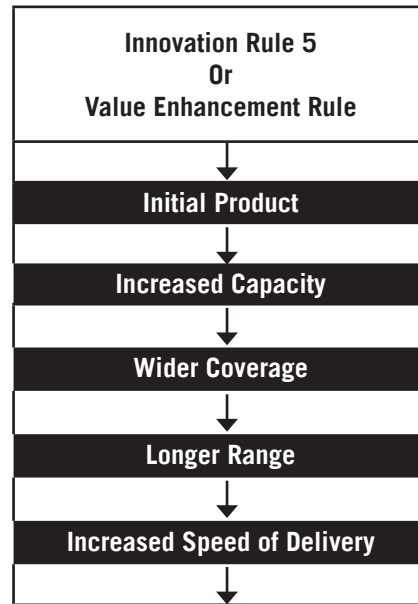 Innovation Rule 5
Or
Value Enhancement Rule
Initial Product
Increased Capacity
Wider Coverage
Longer Range
Increased Speed of Delivery